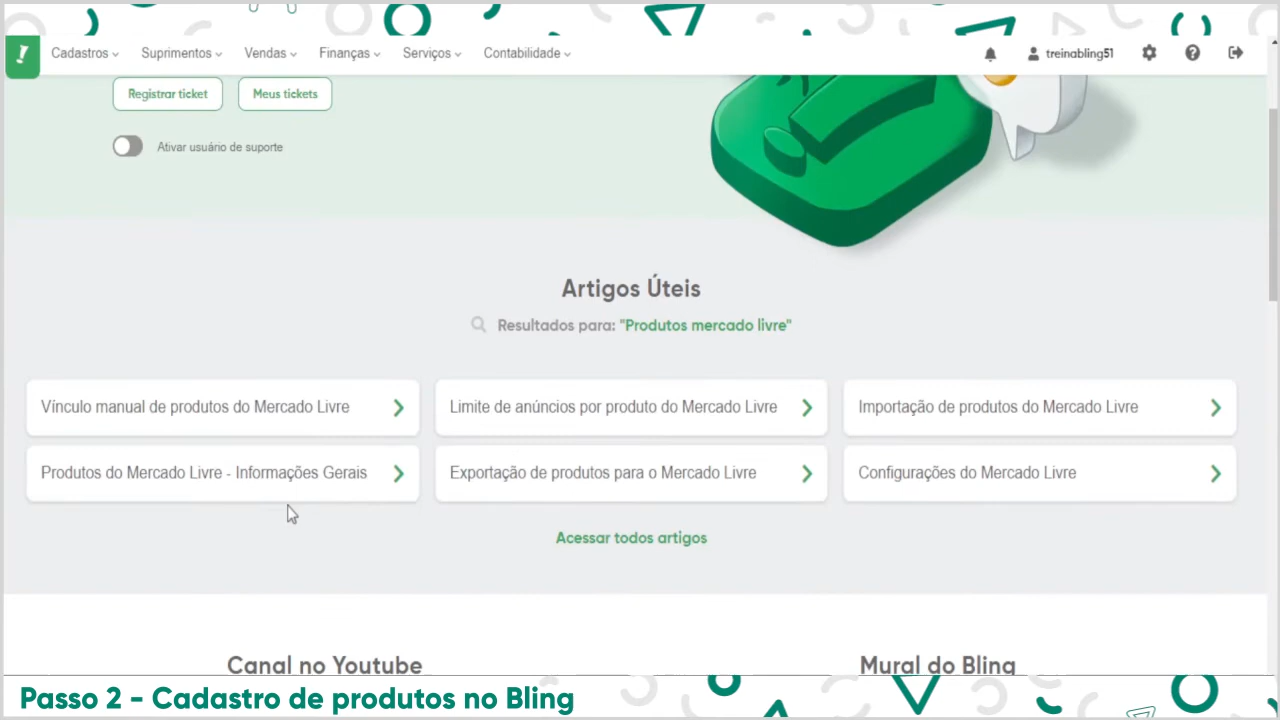 Cadastros Suprimentos Vendas Finanças Serviços Contabilidade treinabling51
Registrar ticket Meus tickets
Ativar usuário de suporte
Artigos Úteis
Resultados para: "Produtos mercado livre"
Vínculo manual de produtos do Mercado Livre
Limite de anúncios por produto do Mercado Livre
Importação de produtos do Mercado Livre
Produtos do Mercado Livre - Informações Gerais
Exportação de produtos para o Mercado Livre
Configurações do Mercado Livre
Acessar todos artigos
Canal no Youtube
Mural do Bling
Passo 2 - Cadastro de produtos no Bling